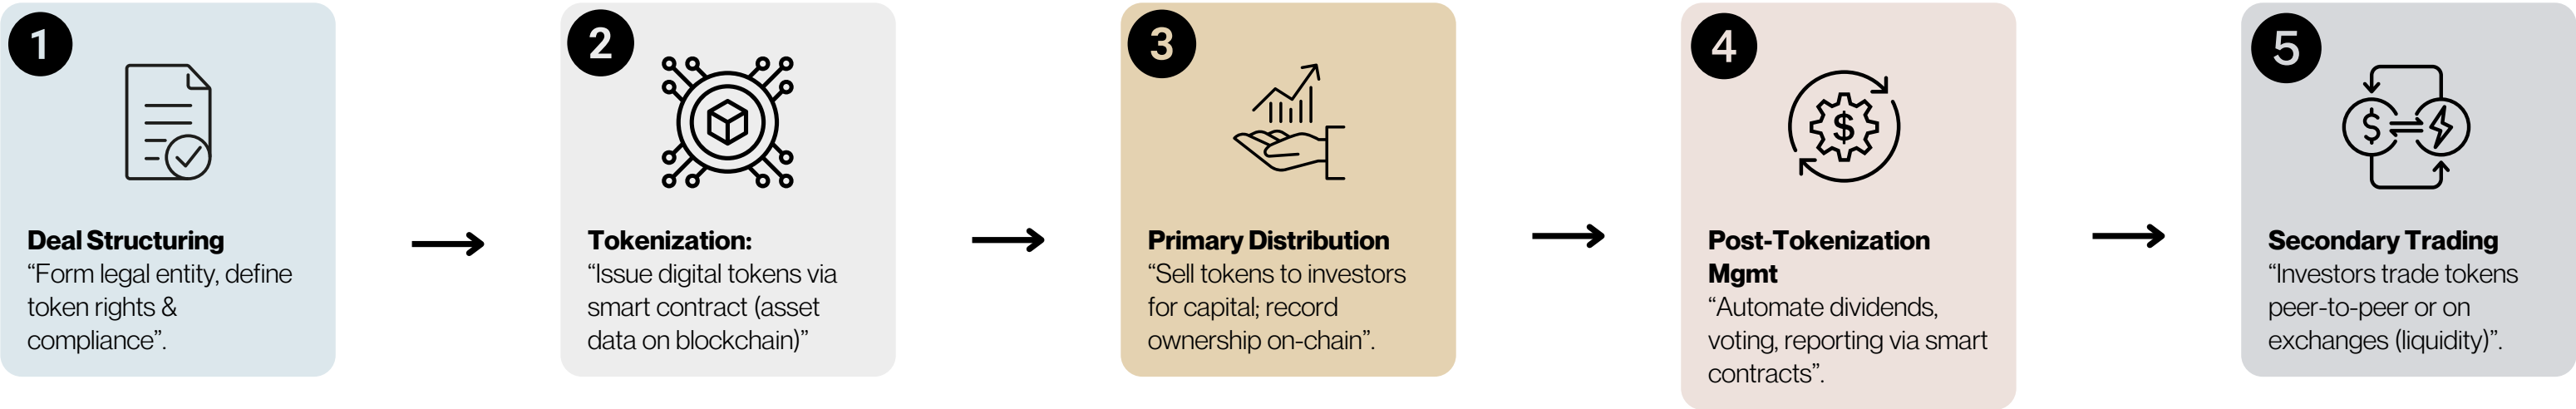 1
Deal Structuring
“Form legal entity, define
token rights &
compliance”.
2
Tokenization:
“Issue digital tokens via
smart contract (asset
data on blockchain)”
3
Primary Distribution
“Sell tokens to investors
for capital; record
ownership on-chain”.
4
$
Post-Tokenization
Mgmt
“Automate dividends,
voting, reporting via smart
contracts”.
5
$
Secondary Trading
“Investors trade tokens
peer-to-peer or on
exchanges (liquidity)”.